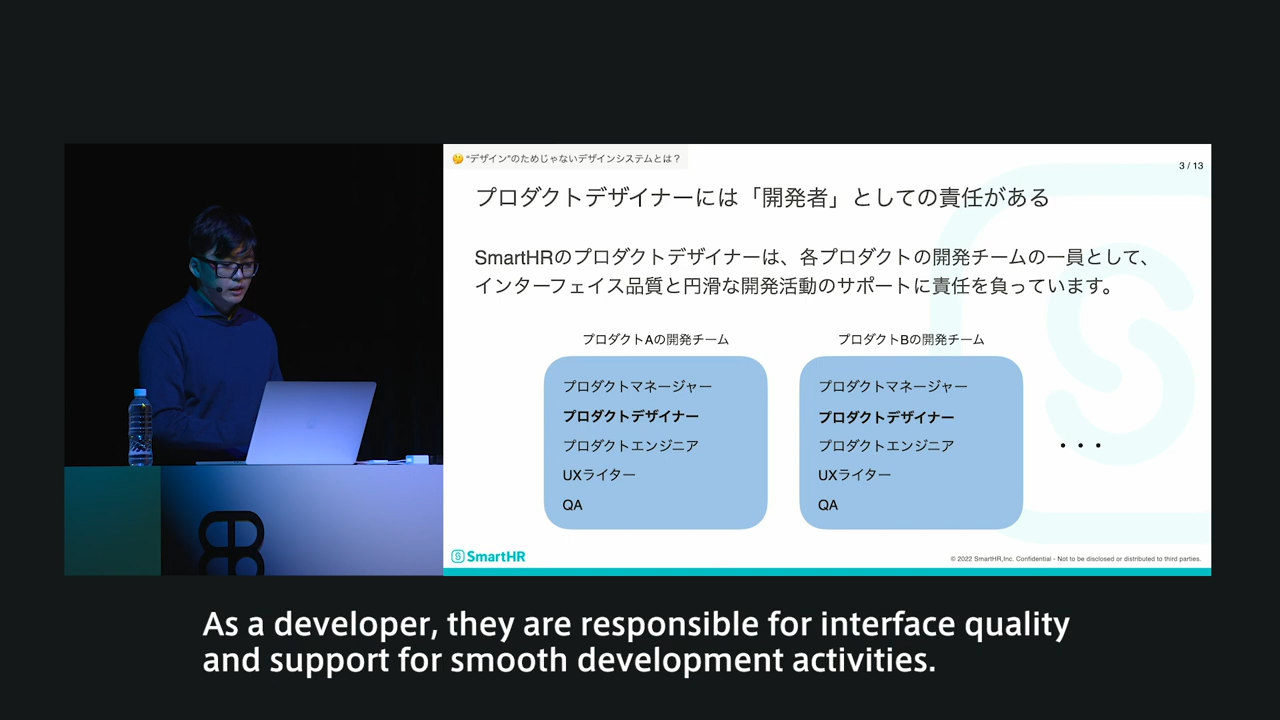 🤔 “デザイン”のためじゃないデザインシステムとは？
3 / 13
プロダクトデザイナーには「開発者」としての責任がある
SmartHRのプロダクトデザイナーは、各プロダクトの開発チームの一員として、
インターフェイス品質と円滑な開発活動のサポートに責任を負っています。
プロダクトAの開発チーム
プロダクトマネージャー
プロダクトデザイナー
プロダクトエンジニア
UXライター
QA
プロダクトBの開発チーム
プロダクトマネージャー
プロダクトデザイナー
プロダクトエンジニア
UXライター
QA
・・・
SmartHR
© 2022 SmartHR,Inc. Confidential - Not to be disclosed or distributed to third parties.
As a developer, they are responsible for interface quality
and support for smooth development activities.